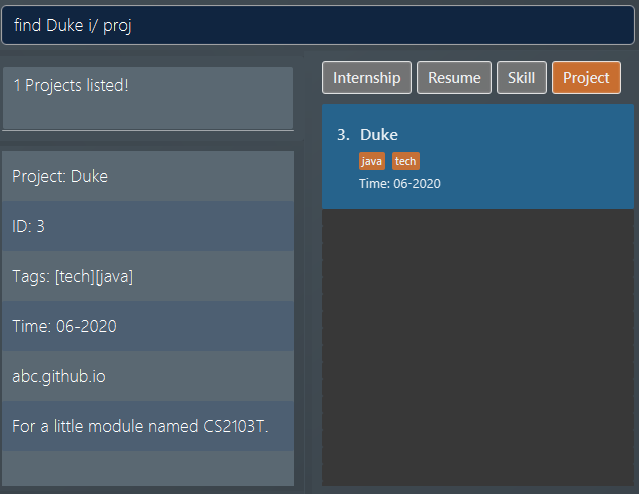 find Duke i/ proj
1 Projects listed!
Project: Duke
ID: 3
Tags: [tech][java]
Time: 06-2020
abc.github.io
For a little module named CS2103T.
Internship Resume Skill Project
3. Duke
java tech
Time: 06-2020